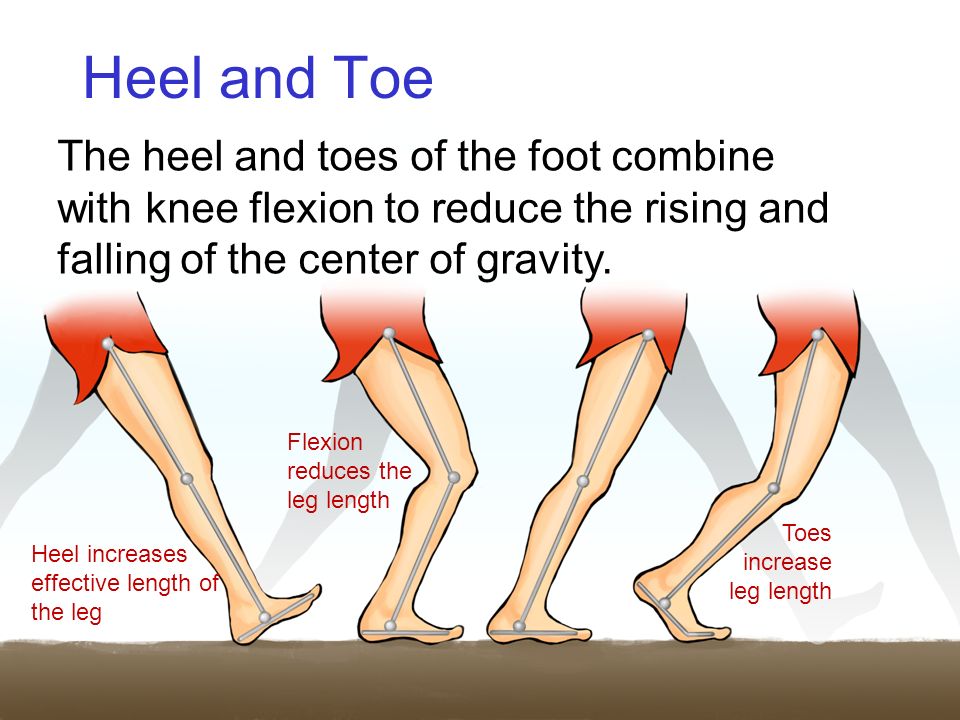 Heel and Toe
The heel and toes of the foot combine
with knee flexion to reduce the rising and
falling of the center of gravity.
Flexion
reduces the
leg length
Heel increases
effective length of
the leg
Toes
increase
leg length